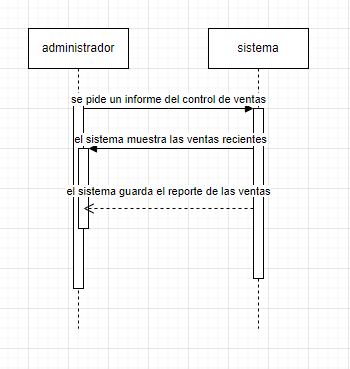 administrador
sistema
se pide un informe del control de ventas
el sistema muestra las ventas recientes
el sistema guarda el reporte de las ventas